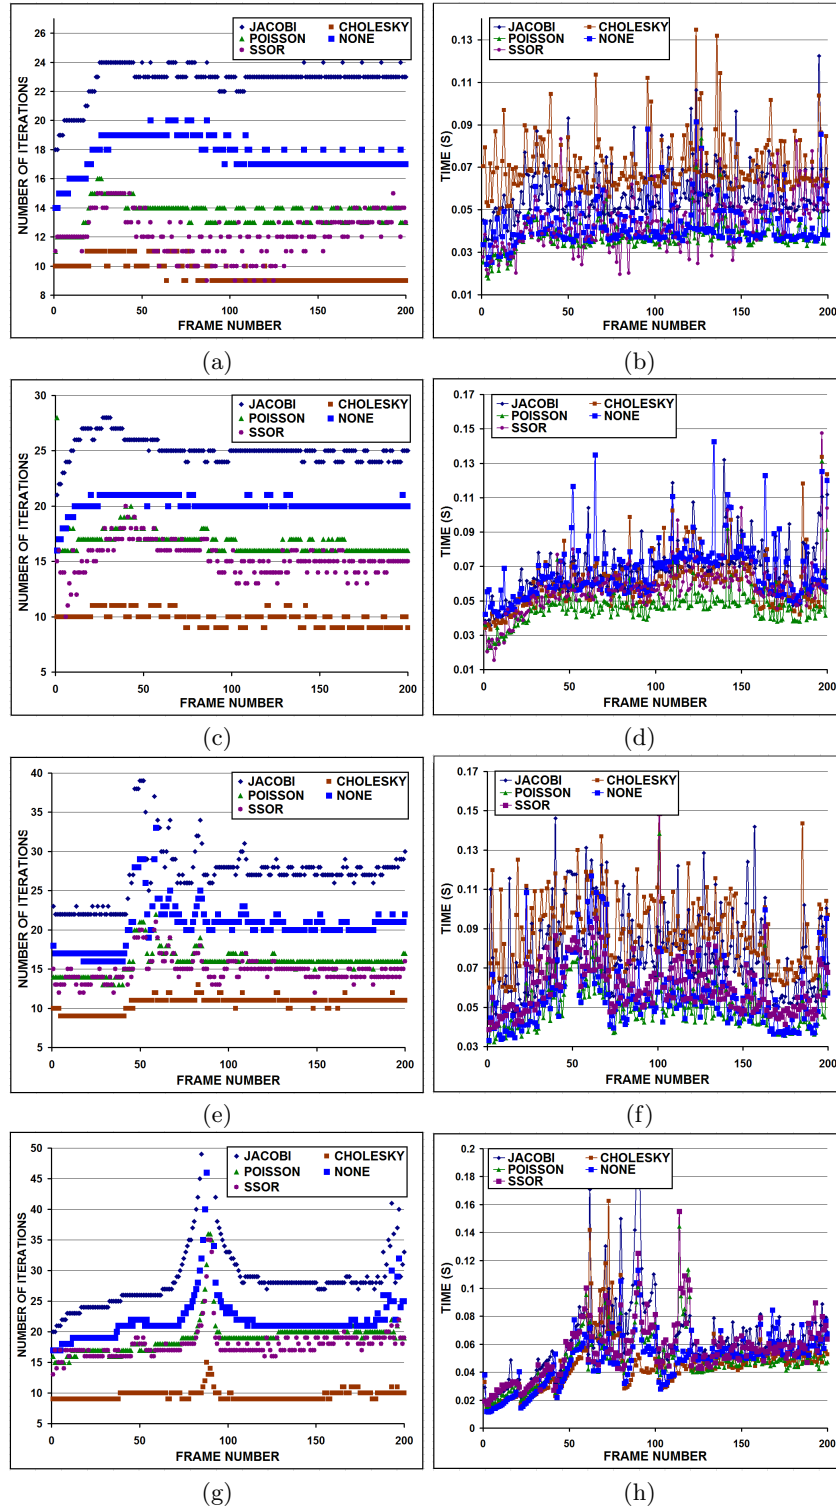 JACOBI CHOLESKY
POISSON NONE
SSOR
NUMBER OF ITERATIONS
26
24
22
20
18
16
14
12
10
8
0 50 100 150 200
FRAME NUMBER
(a)
JACOBI CHOLESKY
POISSON NONE
SSOR
TIME (S)
0.13
0.11
0.09
0.07
0.05
0.03
0.01
0 50 100 150 200
FRAME NUMBER
(b)
JACOBI CHOLESKY
POISSON NONE
SSOR
NUMBER OF ITERATIONS
30
25
20
15
10
5
0 50 100 150 200
FRAME NUMBER
(c)
JACOBI CHOLESKY
POISSON NONE
SSOR
TIME (S)
0.17
0.15
0.13
0.11
0.09
0.07
0.05
0.03
0.01
0 50 100 150 200
FRAME NUMBER
(d)
JACOBI CHOLESKY
POISSON NONE
SSOR
NUMBER OF ITERATIONS
40
35
30
25
20
15
10
5
0 50 100 150 200
FRAME NUMBER
(e)
JACOBI CHOLESKY
POISSON NONE
SSOR
TIME (S)
0.17
0.15
0.13
0.11
0.09
0.07
0.05
0.03
0 50 100 150 200
FRAME NUMBER
(f)
JACOBI CHOLESKY
POISSON NONE
SSOR
NUMBER OF ITERATIONS
50
45
40
35
30
25
20
15
10
5
0 50 100 150 200
FRAME NUMBER
(g)
JACOBI CHOLESKY
POISSON NONE
SSOR
TIME (S)
0.2
0.18
0.16
0.14
0.12
0.1
0.08
0.06
0.04
0.02
0
0 50 100 150 200
FRAME NUMBER
(h)